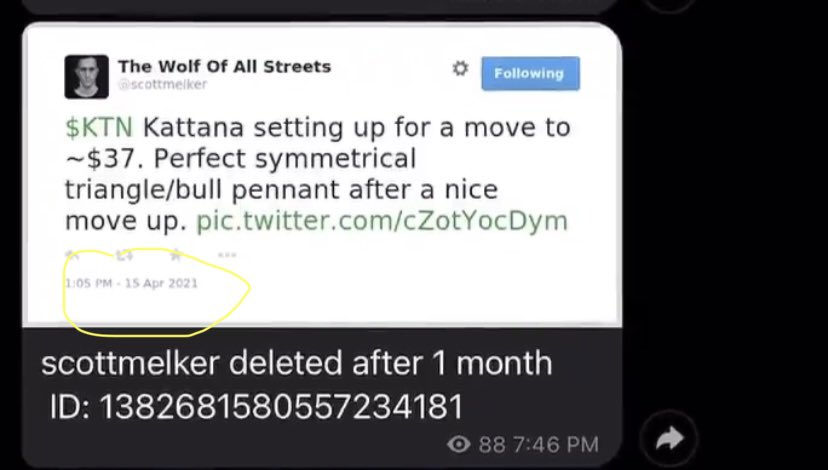 The Wolf Of All Streets
@scottmelker
Following
$KTN Kattana setting up for a move to
~$37. Perfect symmetrical
triangle/bull pennant after a nice
move up. pic.twitter.com/cZotYocDym
1:05 PM - 15 Apr 2021
scottmelker deleted after 1 month
ID: 1382681580557234181
88 7:46 PM